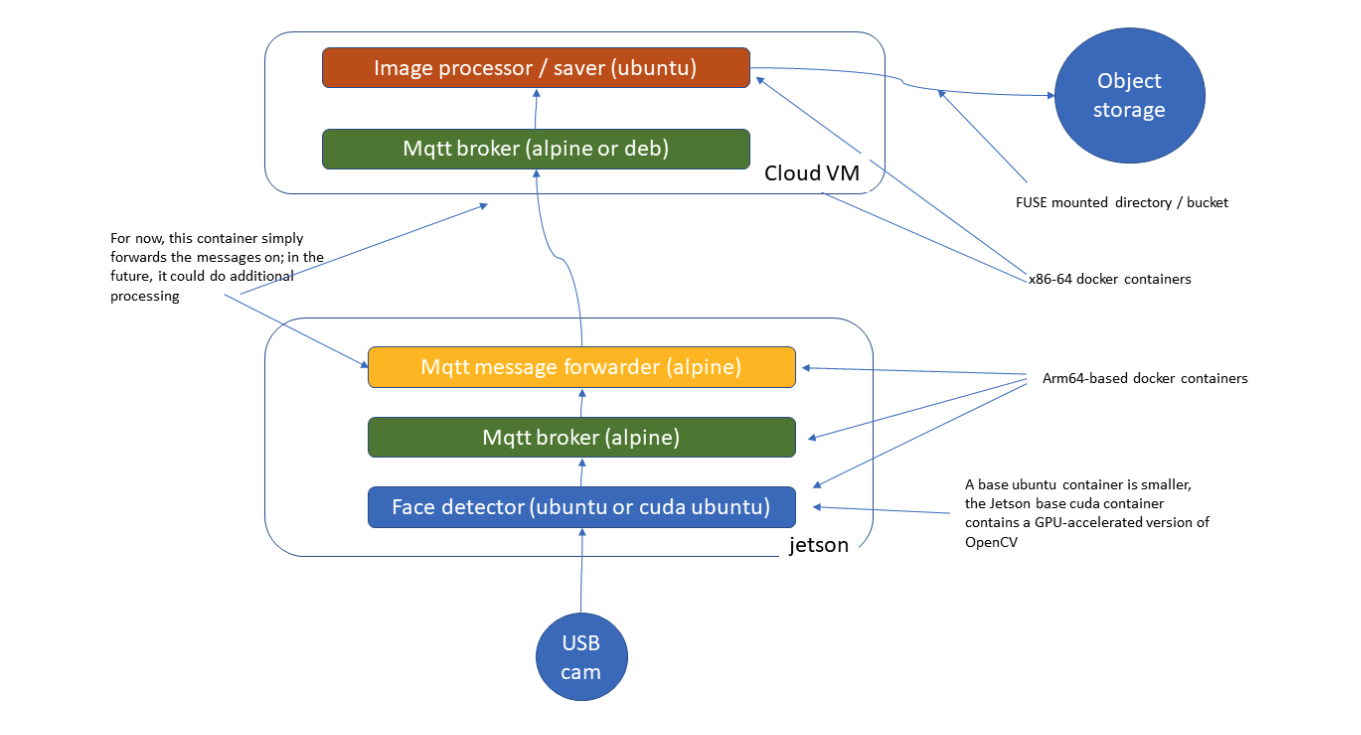 Image processor / saver (ubuntu)
Object
storage
Mqtt broker (alpine or deb)
Cloud VM
FUSE mounted directory / bucket
For now, this container simply
forwards the messages on; in the
future, it could do additional
processing
x86-64 docker containers
Mqtt message forwarder (alpine)
Arm64-based docker containers
Mqtt broker (alpine)
Face detector (ubuntu or cuda ubuntu)
A base ubuntu container is smaller,
the Jetson base cuda container
contains a GPU-accelerated version of
OpenCV
jetson
USB
cam